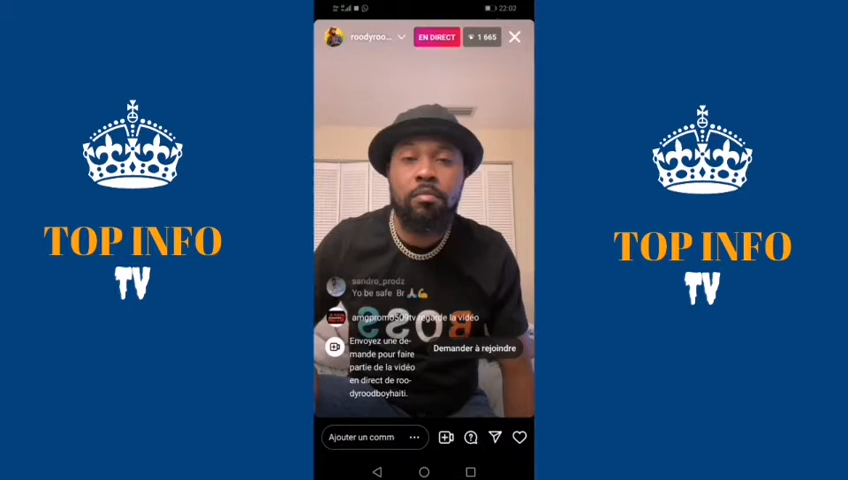 22:02
roodyroo...
EN DIRECT
1 665
TOP INFO
TV
TOP INFO
TV
sandro_prodz
Yo be safe Br 🙏💪
amgpromo509tv regarde la vidéo
Envoyez une de-
mande pour faire
partie de la vidéo
en direct de roo-
dyroodboyhaiti.
Demander à rejoindre
Ajouter un comm